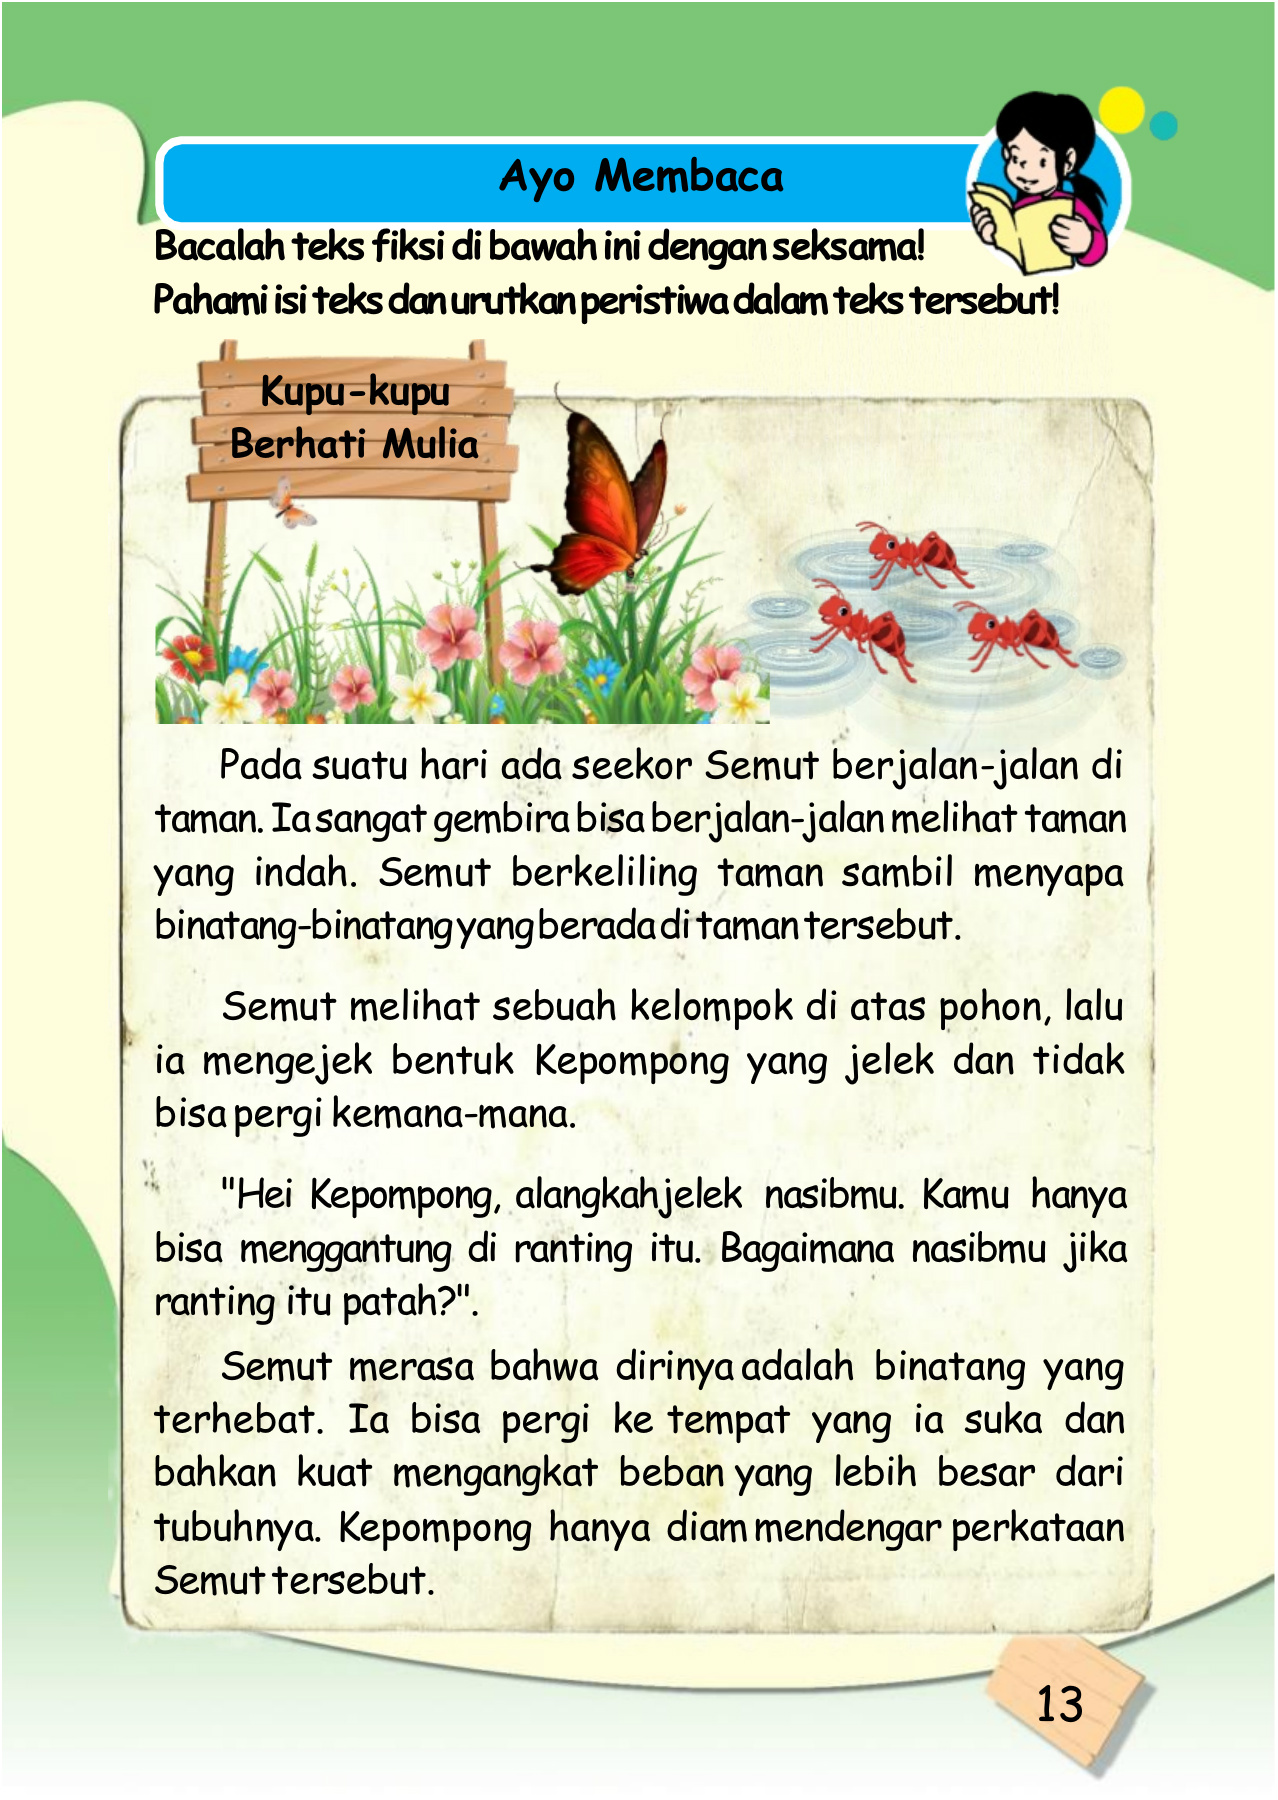 Ayo Membaca
Bacalah teks fiksi di bawah ini dengan seksama!
Pahami isi teks dan urutkan peristiwa dalam teks tersebut!
Kupu-kupu
Berhati Mulia
Pada suatu hari ada seekor Semut berjalan-jalan di
taman. Ia sangat gembira bisa berjalan-jalan melihat taman
yang indah. Semut berkeliling taman sambil menyapa
binatang-binatang yang berada di taman tersebut.
Semut melihat sebuah kelompok di atas pohon, lalu
ia mengejek bentuk Kepompong yang jelek dan tidak
bisa pergi kemana-mana.
"Hei Kepompong, alangkah jelek nasibmu. Kamu hanya
bisa menggantung di ranting itu. Bagaimana nasibmu jika
ranting itu patah?".
Semut merasa bahwa dirinya adalah binatang yang
terhebat. Ia bisa pergi ke tempat yang ia suka dan
bahkan kuat mengangkat beban yang lebih besar dari
tubuhnya. Kepompong hanya diam mendengar perkataan
Semut tersebut.
13